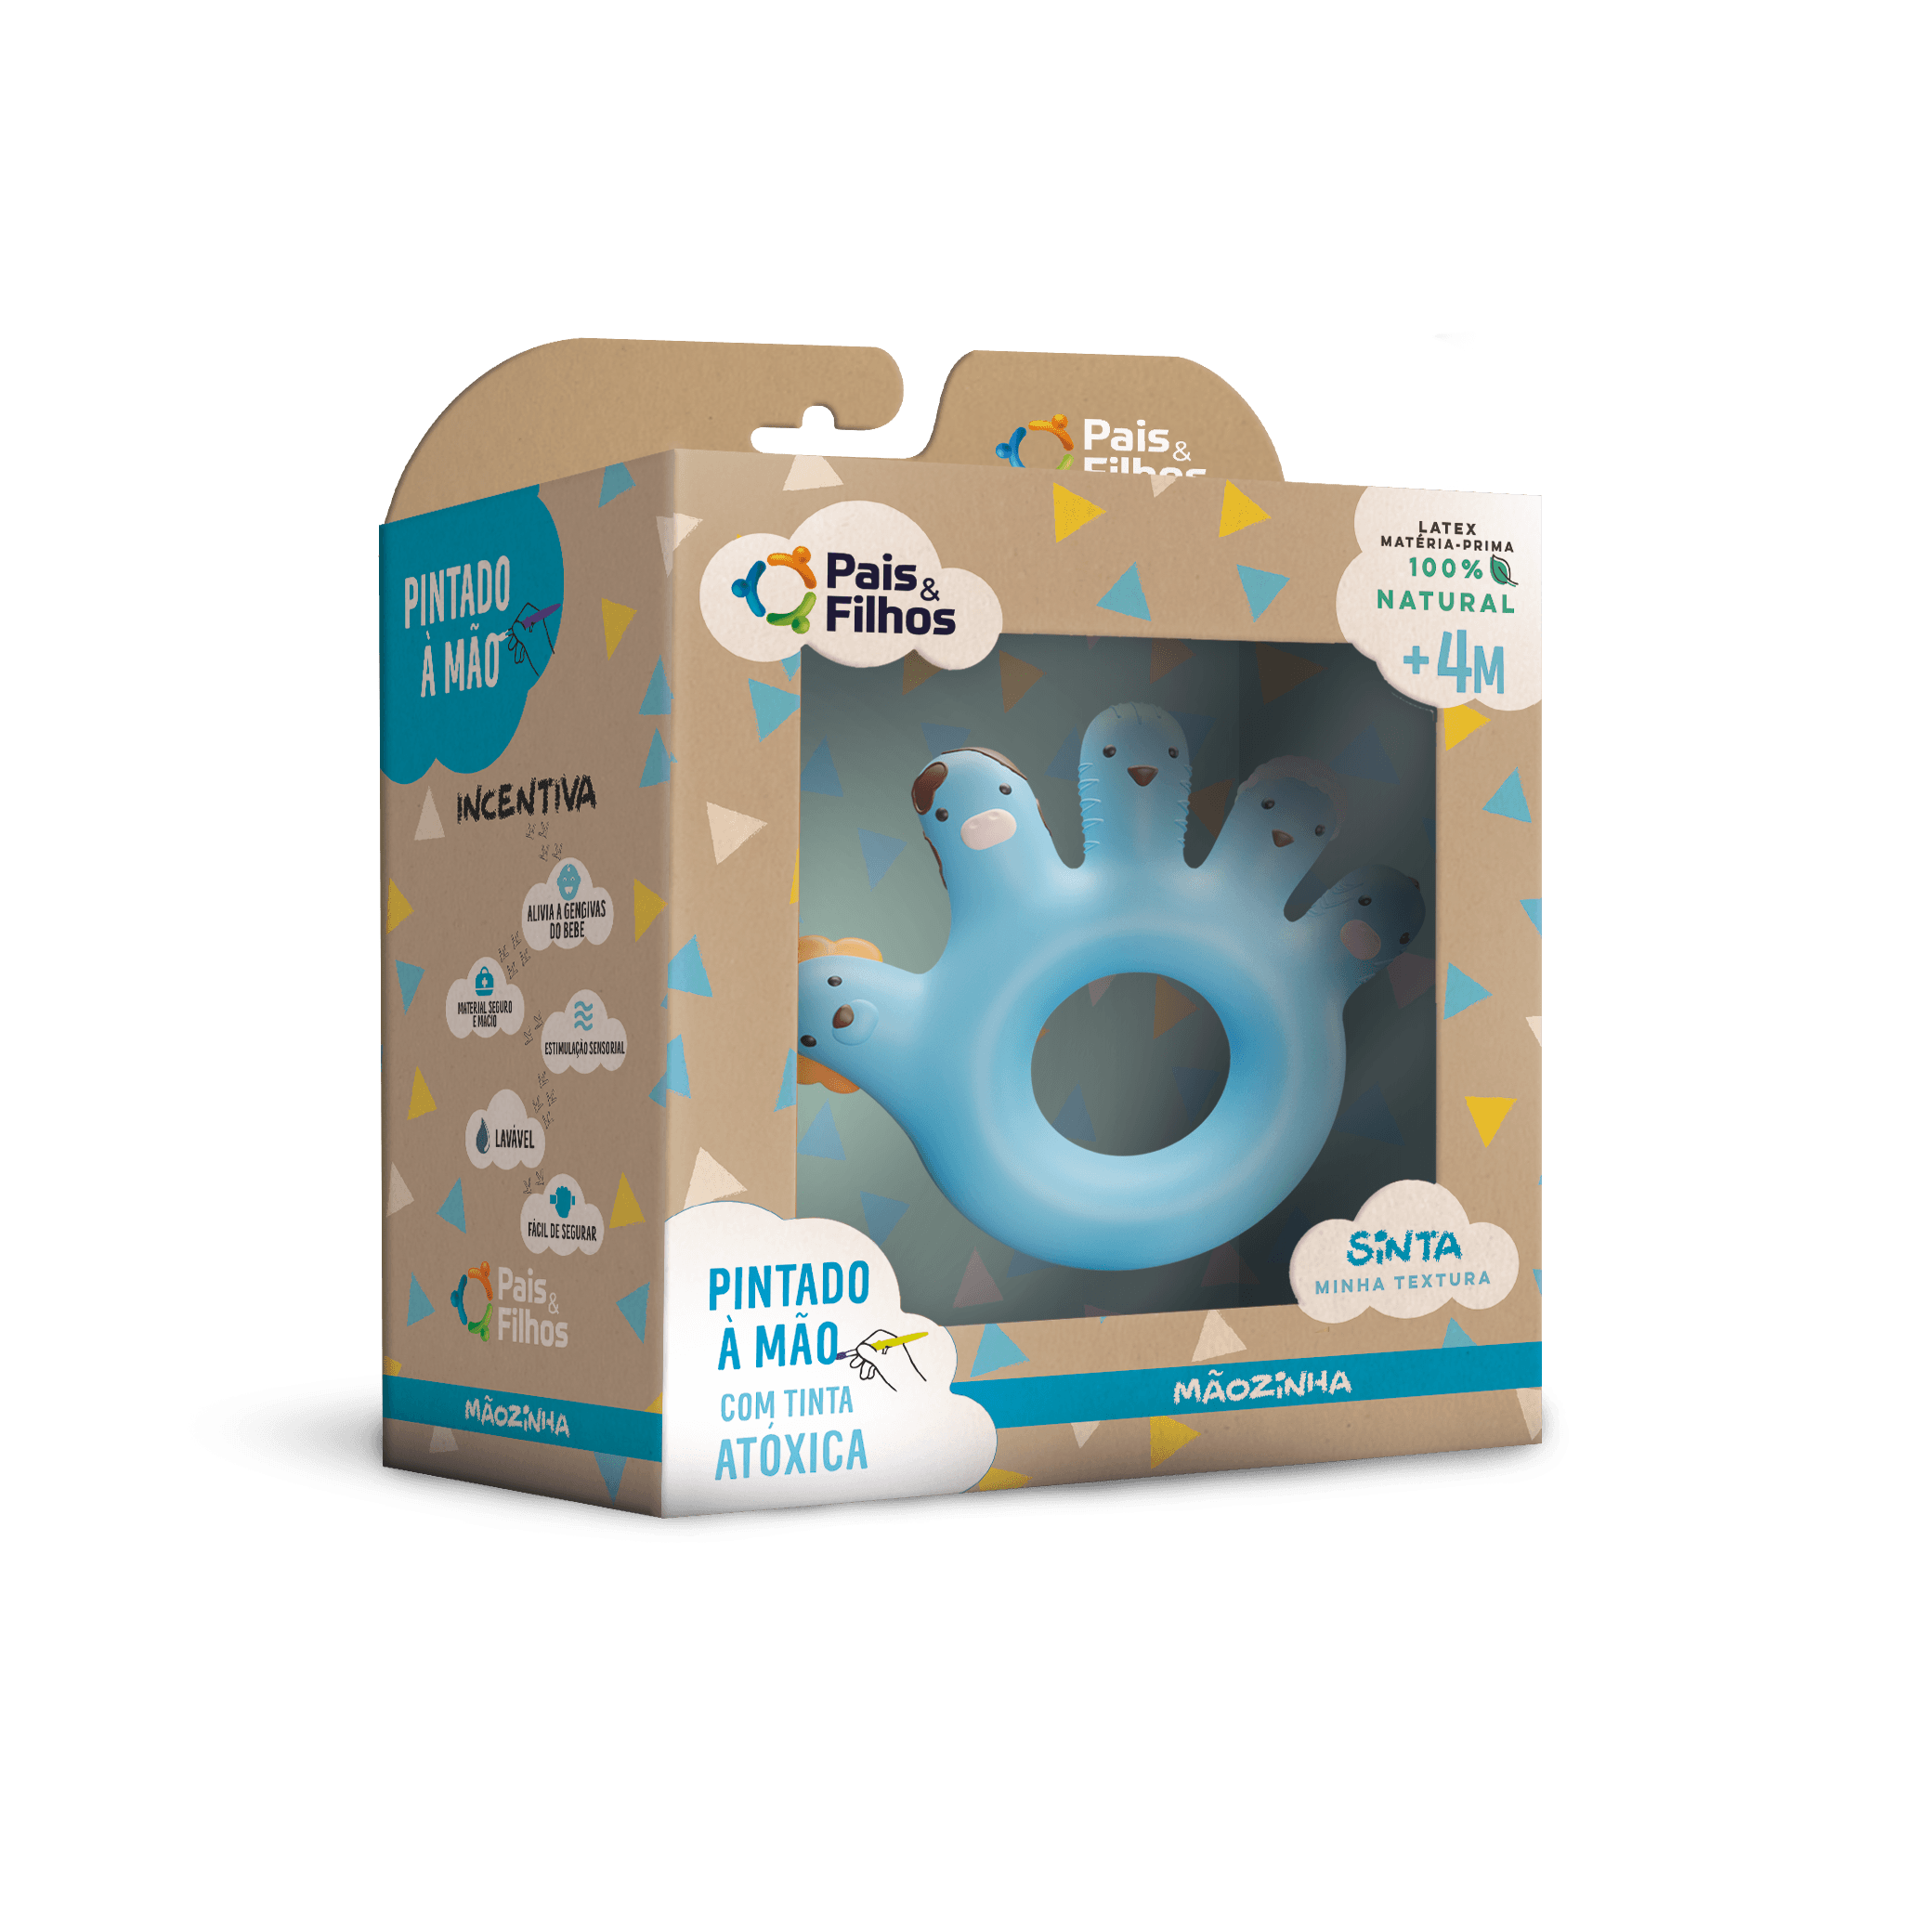 Pais &
Filhos
PINTADO
À MÃO
INCENTIVA
ALIVIA A GENGIVAS
DO BEBE
MATERIAL SEGURO
E MACIO
ESTIMULAÇÃO SENSORIAL
LAVÁVEL
FÁCIL DE SEGURAR
Pais &
Filhos
MÃOZiNHA
Pais &
Filhos
LATEX
MATÉRIA-PRIMA
100%
NATURAL
+4M
SiNTA
MINHA TEXTURA
PINTADO
À MÃO
COM TINTA
ATÓXICA
MÃOZiNHA